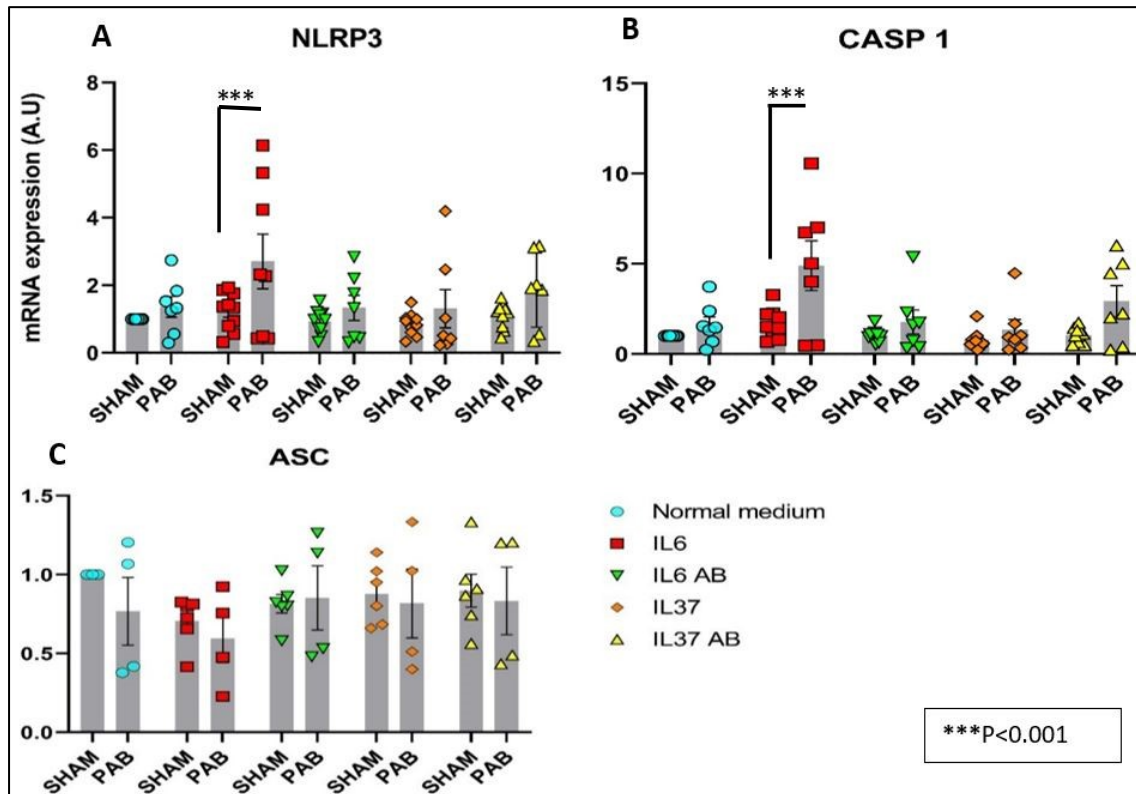 A
NLRP3
mRNA expression (A.U)
8
6
4
2
0
***
SHAM PAB SHAM PAB SHAM PAB SHAM PAB SHAM PAB
B
CASP 1
15
10
5
0
***
SHAM PAB SHAM PAB SHAM PAB SHAM PAB SHAM PAB
C
ASC
1.5
1.0
0.5
0.0
SHAM PAB SHAM PAB SHAM PAB SHAM PAB SHAM PAB
Normal medium
IL6
IL6 AB
IL37
IL37 AB
***P<0.001